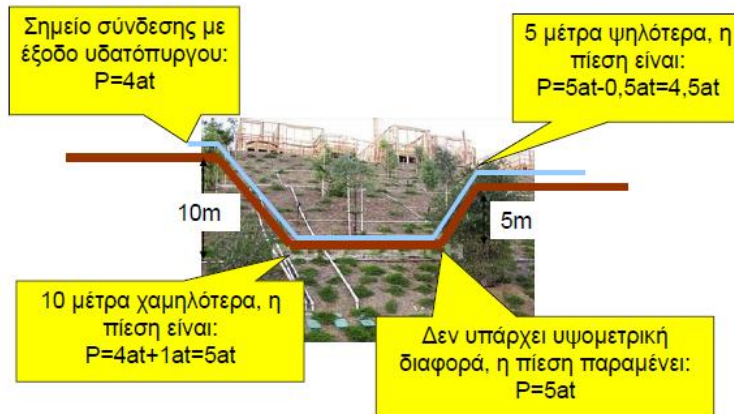 Σημείο σύνδεσης με
έξοδο υδατόπυργου:
P=4at
5 μέτρα ψηλότερα, η
πίεση είναι:
P=5at-0,5at=4,5at
10m
5m
10 μέτρα χαμηλότερα, η
πίεση είναι:
P=4at+1at=5at
Δεν υπάρχει υψομετρική
διαφορά, η πίεση παραμένει:
P=5at